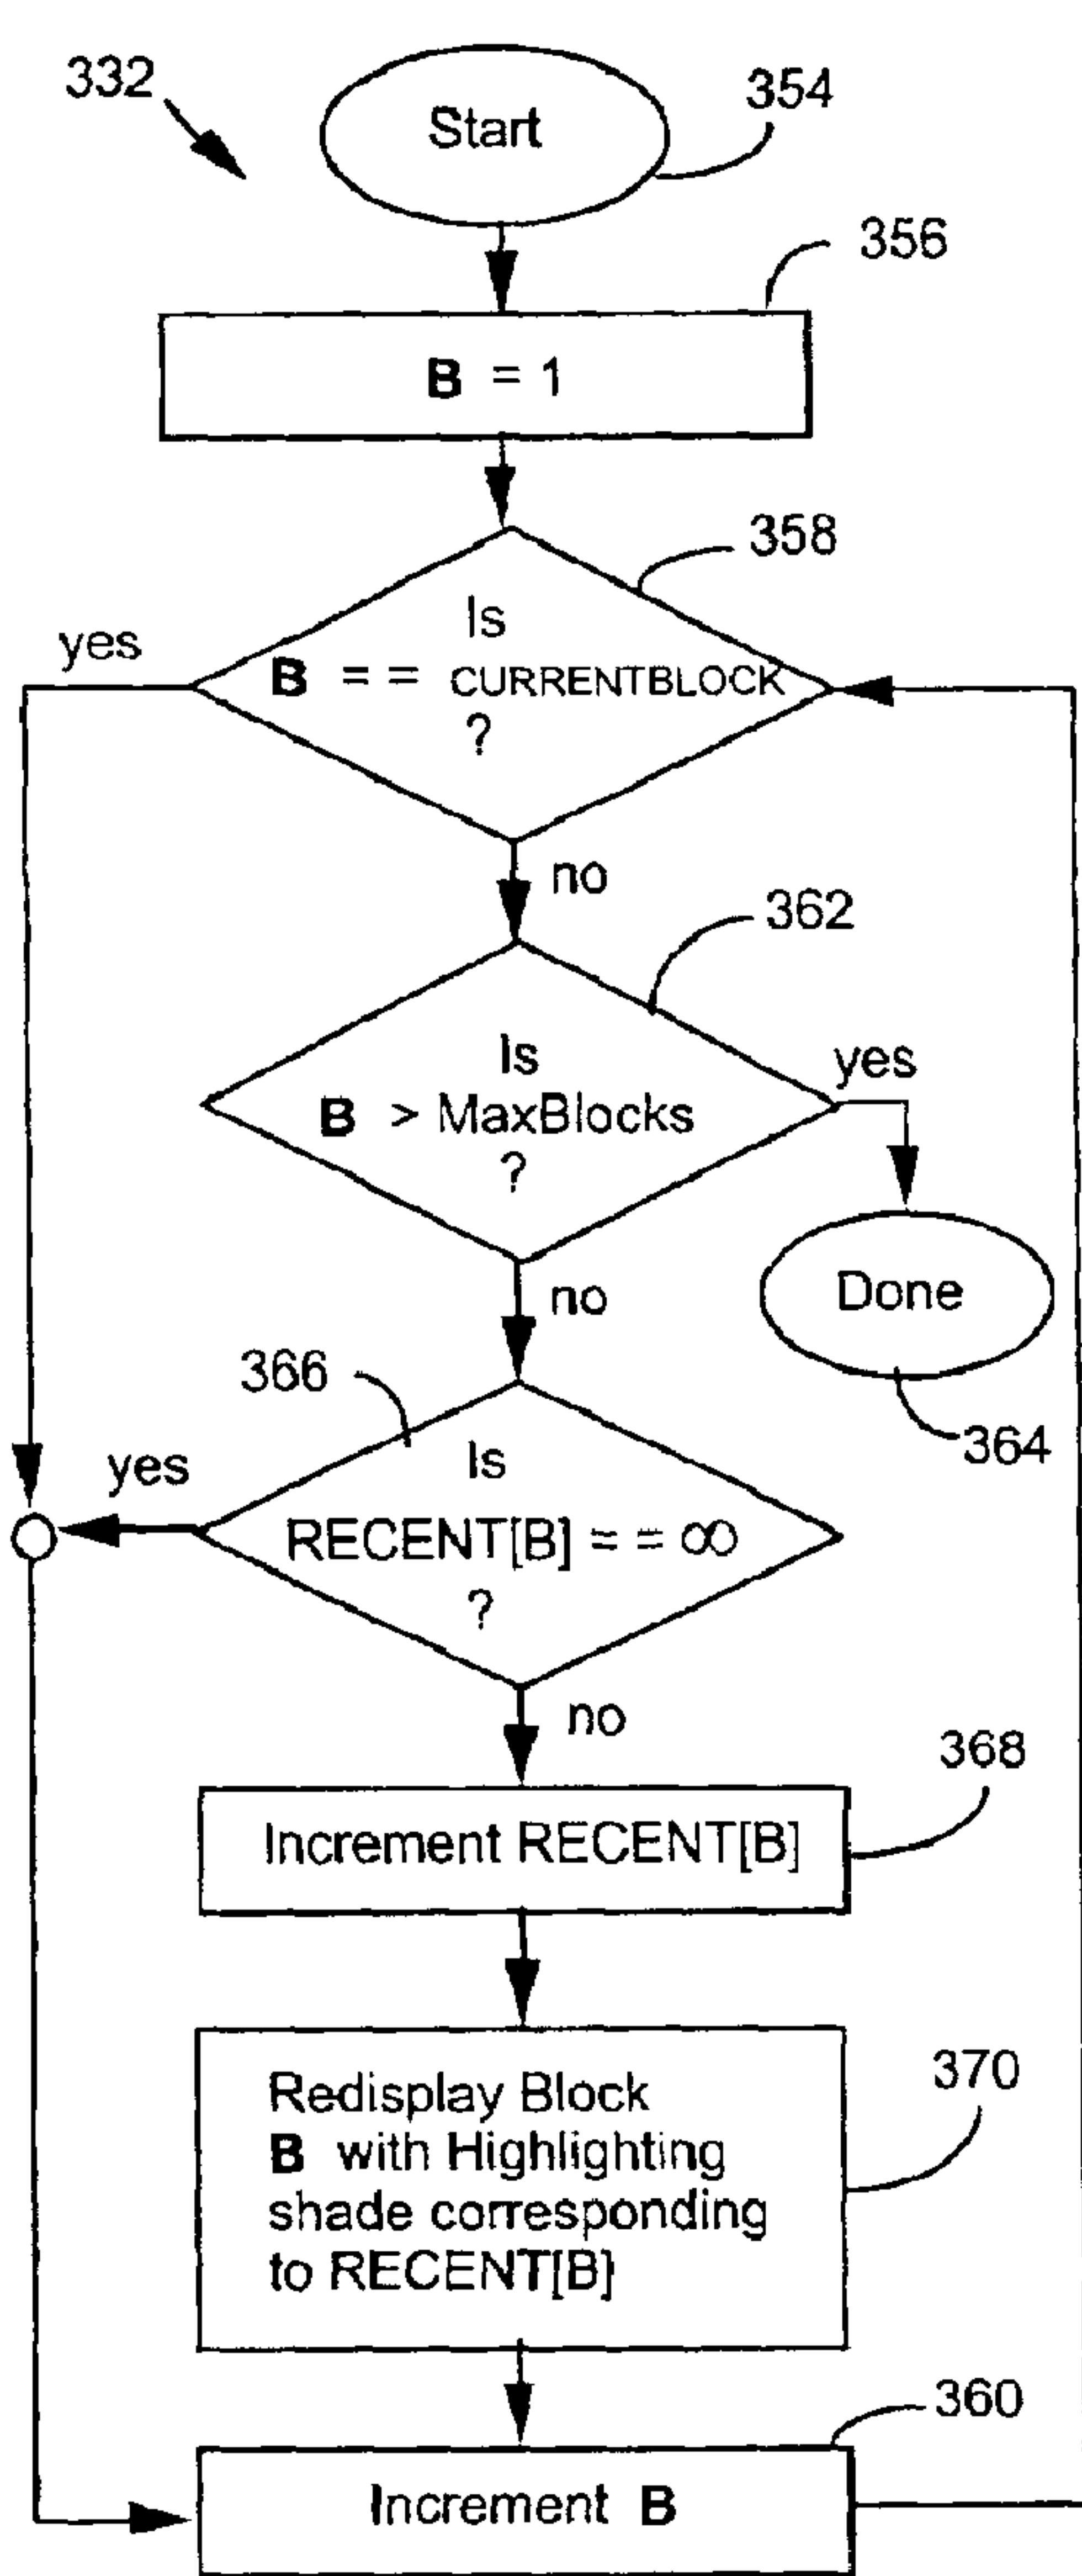 332
Start
354
356
B = 1
358
Is
yes
B = = CURRENTBLOCK
?
no
362
Is
yes
B > MaxBlocks
?
Done
no
366
364
Is
yes
RECENT[B] = = ∞
?
no
368
Increment RECENT[B]
370
Redisplay Block
B with Highlighting
shade corresponding
to RECENT[B]
360
Increment B